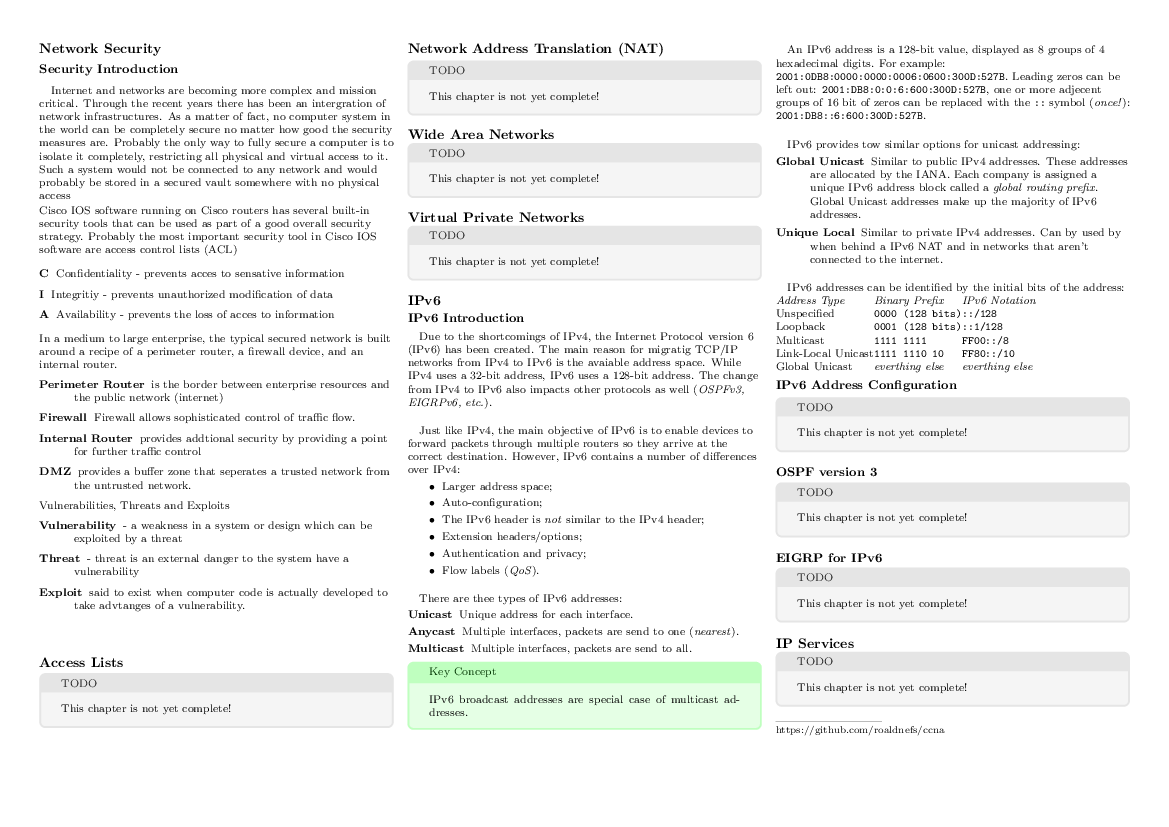 Network Security
Security Introduction
Internet and networks are becoming more complex and mission
critical. Through the recent years there has been an intergration of
network infrastructures. As a matter of fact, no computer system in
the world can be completely secure no matter how good the security
measures are. Probably the only way to fully secure a computer is to
isolate it completely, restricting all physical and virtual access to it.
Such a system would not be connected to any network and would
probably be stored in a secured vault somewhere with no physical
access
Cisco IOS software running on Cisco routers has several built-in
security tools that can be used as part of a good overall security
strategy. Probably the most important security tool in Cisco IOS
software are access control lists (ACL)
C Confidentiality - prevents acces to sensative information
I Integritiy - prevents unauthorized modification of data
A Availability - prevents the loss of acces to information
In a medium to large enterprise, the typical secured network is built
around a recipe of a perimeter router, a firewall device, and an
internal router.
Perimeter Router is the border between enterprise resources and
the public network (internet)
Firewall Firewall allows sophisticated control of traffic flow.
Internal Router provides addtional security by providing a point
for further traffic control
DMZ provides a buffer zone that seperates a trusted network from
the untrusted network.
Vulnerabilities, Threats and Exploits
Vulnerability - a weakness in a system or design which can be
exploited by a threat
Threat - threat is an external danger to the system have a
vulnerability
Exploit said to exist when computer code is actually developed to
take advtanges of a vulnerability.
Access Lists
TODO
This chapter is not yet complete!
Network Address Translation (NAT)
TODO
This chapter is not yet complete!
Wide Area Networks
TODO
This chapter is not yet complete!
Virtual Private Networks
TODO
This chapter is not yet complete!
IPv6
IPv6 Introduction
Due to the shortcomings of IPv4, the Internet Protocol version 6
(IPv6) has been created. The main reason for migratig TCP/IP
networks from IPv4 to IPv6 is the avaiable address space. While
IPv4 uses a 32-bit address, IPv6 uses a 128-bit address. The change
from IPv4 to IPv6 also impacts other protocols as well (OSPFv3,
EIGRPv6, etc.).
Just like IPv4, the main objective of IPv6 is to enable devices to
forward packets through multiple routers so they arrive at the
correct destination. However, IPv6 contains a number of differences
over IPv4:
• Larger address space;
• Auto-configuration;
• The IPv6 header is not similar to the IPv4 header;
• Extension headers/options;
• Authentication and privacy;
• Flow labels (QoS).
There are thee types of IPv6 addresses:
Unicast Unique address for each interface.
Anycast Multiple interfaces, packets are send to one (nearest).
Multicast Multiple interfaces, packets are send to all.
Key Concept
IPv6 broadcast addresses are special case of multicast ad-
dresses.
An IPv6 address is a 128-bit value, displayed as 8 groups of 4
hexadecimal digits. For example:
2001:0DB8:0000:0000:0006:0600:300D:527B. Leading zeros can be
left out: 2001:DB8:0:0:6:600:300D:527B, one or more adjecent
groups of 16 bit of zeros can be replaced with the :: symbol (once!):
2001:DB8::6:600:300D:527B.
IPv6 provides tow similar options for unicast addressing:
Global Unicast Similar to public IPv4 addresses. These addresses
are allocated by the IANA. Each company is assigned a
unique IPv6 address block called a global routing prefix.
Global Unicast addresses make up the majority of IPv6
addresses.
Unique Local Similar to private IPv4 addresses. Can by used by
when behind a IPv6 NAT and in networks that aren't
connected to the internet.
IPv6 addresses can be identified by the initial bits of the address:
Address Type Binary Prefix IPv6 Notation
Unspecified 0000 (128 bits) ::/128
Loopback 0001 (128 bits) ::1/128
Multicast 1111 1111 FF00::/8
Link-Local Unicast 1111 1110 10 FF80::/10
Global Unicast everthing else everthing else
IPv6 Address Configuration
TODO
This chapter is not yet complete!
OSPF version 3
TODO
This chapter is not yet complete!
EIGRP for IPv6
TODO
This chapter is not yet complete!
IP Services
TODO
This chapter is not yet complete!
https://github.com/roaldnefs/ccna